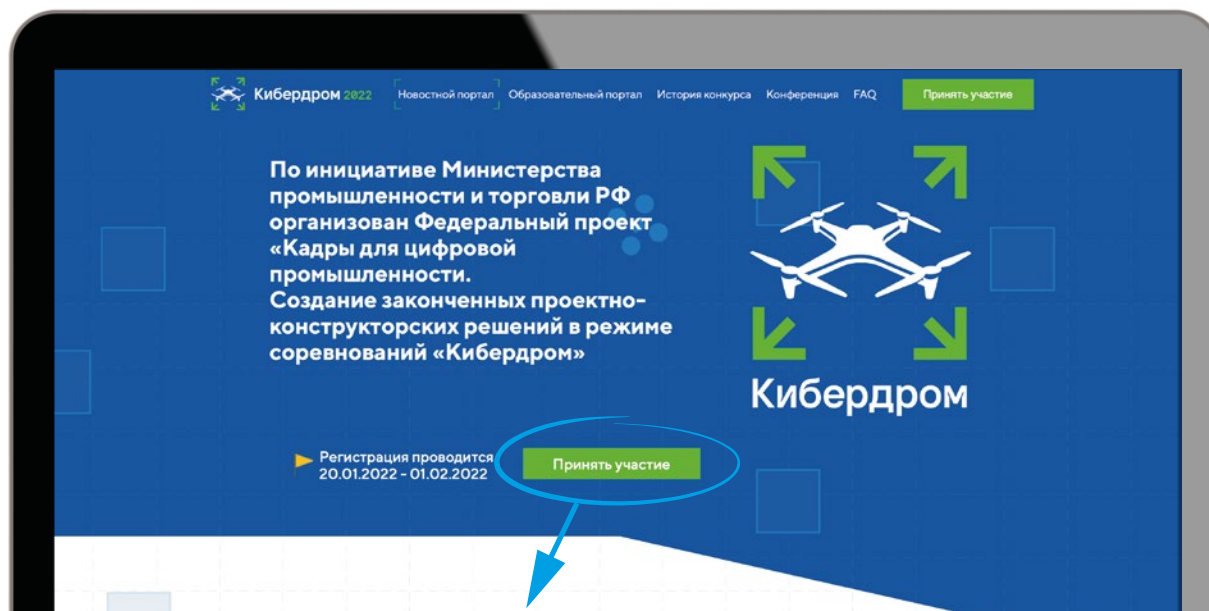 Кибердром 2022
Новостной портал
Образовательный портал
История конкурса
Конференция
FAQ
Принять участие
По инициативе Министерства
промышленности и торговли РФ
организован Федеральный проект
«Кадры для цифровой
промышленности.
Создание законченных проектно-
конструкторских решений в режиме
соревнований «Кибердром»
Кибердром
Регистрация проводится
20.01.2022 - 01.02.2022
Принять участие